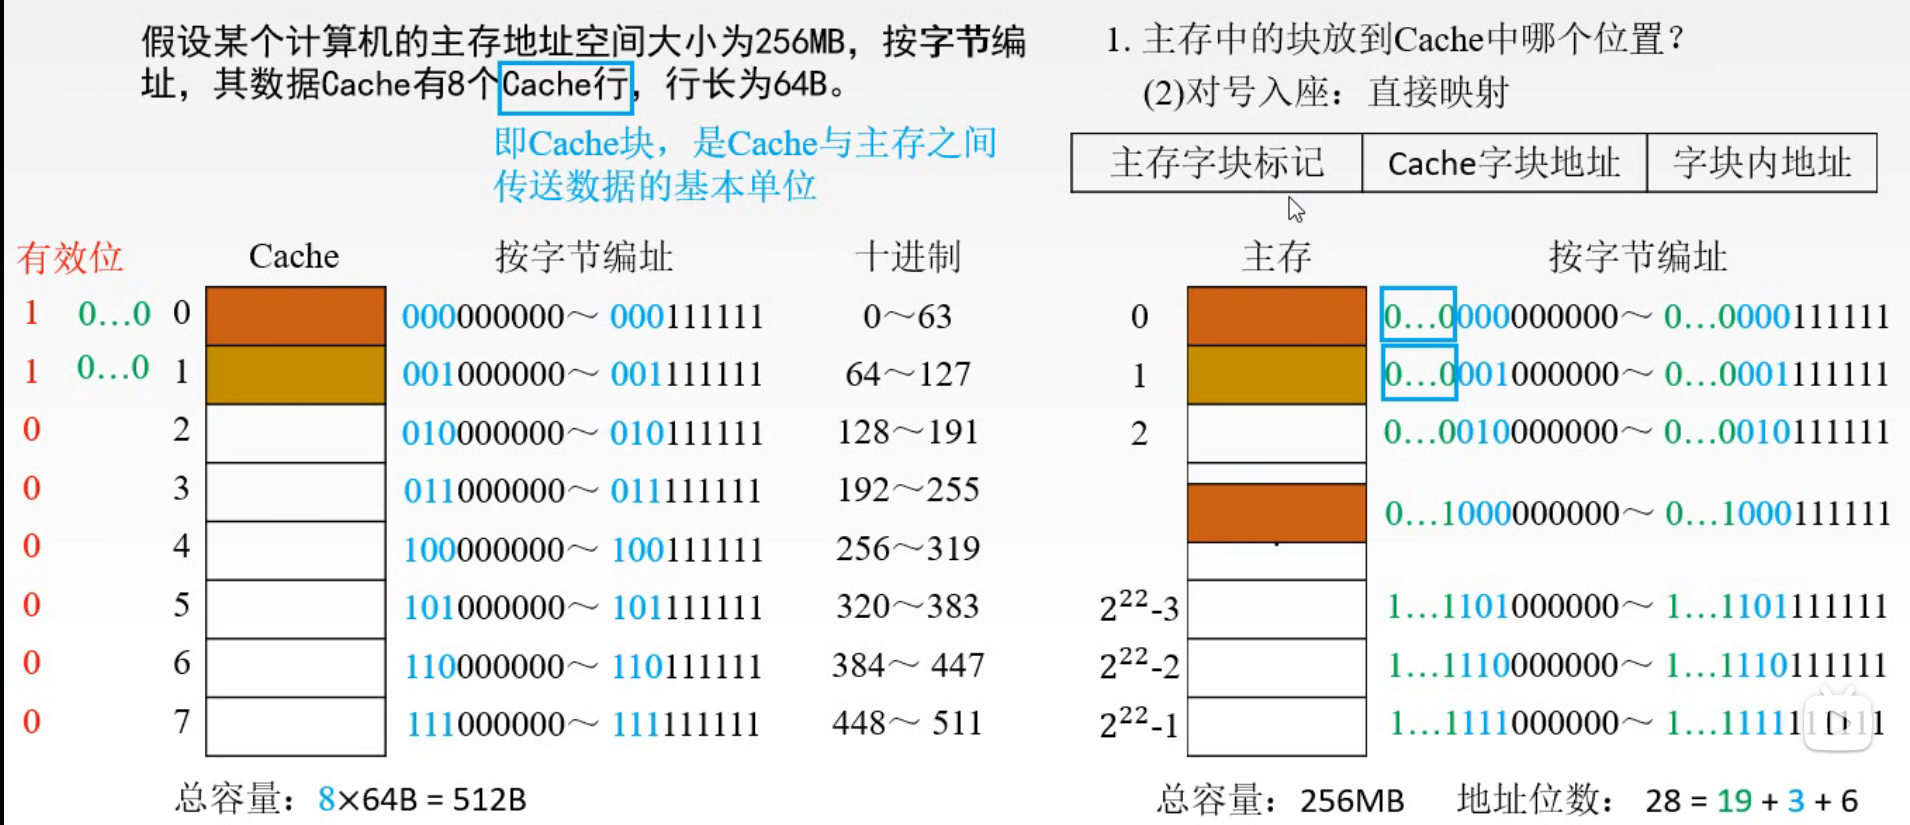 假设某个计算机的主存地址空间大小为256MB，按字节编
址，其数据Cache有8个Cache行，行长为64B。
即Cache块，是Cache与主存之间
传送数据的基本单位
1. 主存中的块放到Cache中哪个位置？
(2)对号入座：直接映射
主存字块标记 Cache字块地址 字块内地址
有效位 Cache 按字节编址 十进制
1 0…0 0 000000000～ 000111111 0～63
1 0…0 1 001000000～ 001111111 64～127
0 2 010000000～ 010111111 128～191
0 3 011000000～ 011111111 192～255
0 4 100000000～ 100111111 256～319
0 5 101000000～ 101111111 320～383
0 6 110000000～ 110111111 384～ 447
0 7 111000000～ 111111111 448～ 511
总容量：8×64B = 512B
主存 按字节编址
0 0…0000000000～ 0…0000111111
1 0…0001000000～ 0…0001111111
2 0…0010000000～ 0…0010111111
0…1000000000～ 0…1000111111
2²²-3 1…1101000000～ 1…1101111111
2²²-2 1…1110000000～ 1…1110111111
2²²-1 1…1111000000～ 1…1111111111
总容量：256MB 地址位数： 28 = 19 + 3 + 6